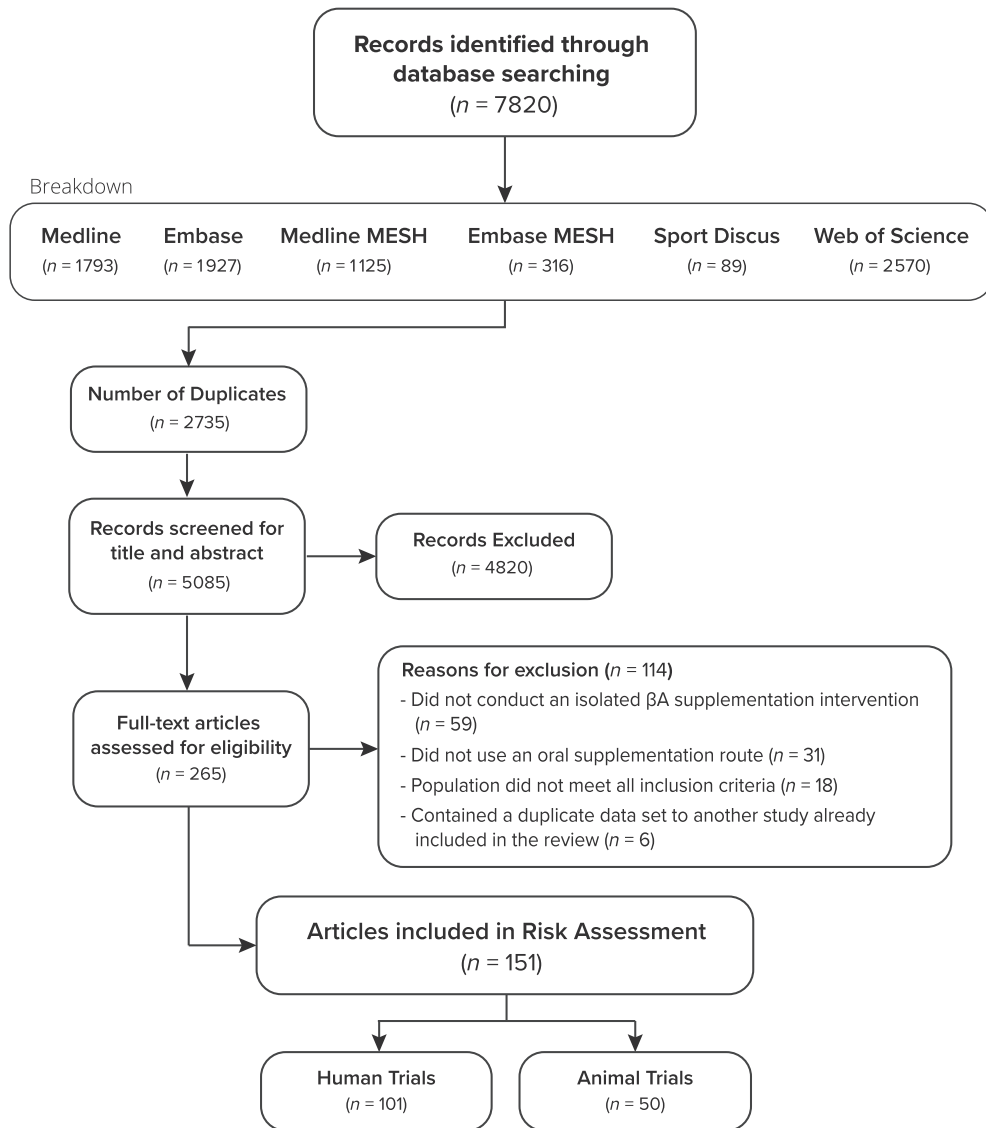 Records identified through
database searching
(n = 7820)
Breakdown
Medline
(n = 1793)
Embase
(n = 1927)
Medline MESH
(n = 1125)
Embase MESH
(n = 316)
Sport Discus
(n = 89)
Web of Science
(n = 2570)
Number of Duplicates
(n = 2735)
Records screened for
title and abstract
(n = 5085)
Records Excluded
(n = 4820)
Full-text articles
assessed for eligibility
(n = 265)
Reasons for exclusion (n = 114)
- Did not conduct an isolated βA supplementation intervention
(n = 59)
- Did not use an oral supplementation route (n = 31)
- Population did not meet all inclusion criteria (n = 18)
- Contained a duplicate data set to another study already
included in the review (n = 6)
Articles included in Risk Assessment
(n = 151)
Human Trials
(n = 101)
Animal Trials
(n = 50)